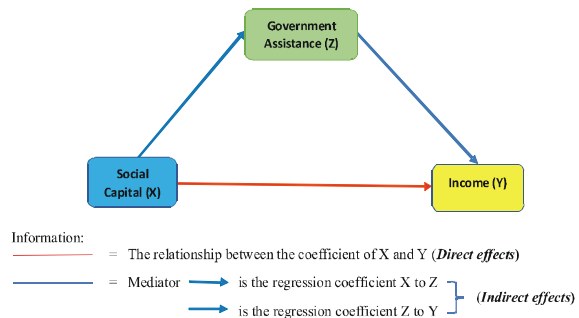 Government
Assistance (Z)
Social
Capital (X)
Income (Y)
Information:
= The relationship between the coefficient of X and Y (Direct effects)
= Mediator is the regression coefficient X to Z
(Indirect effects)
is the regression coefficient Z to Y